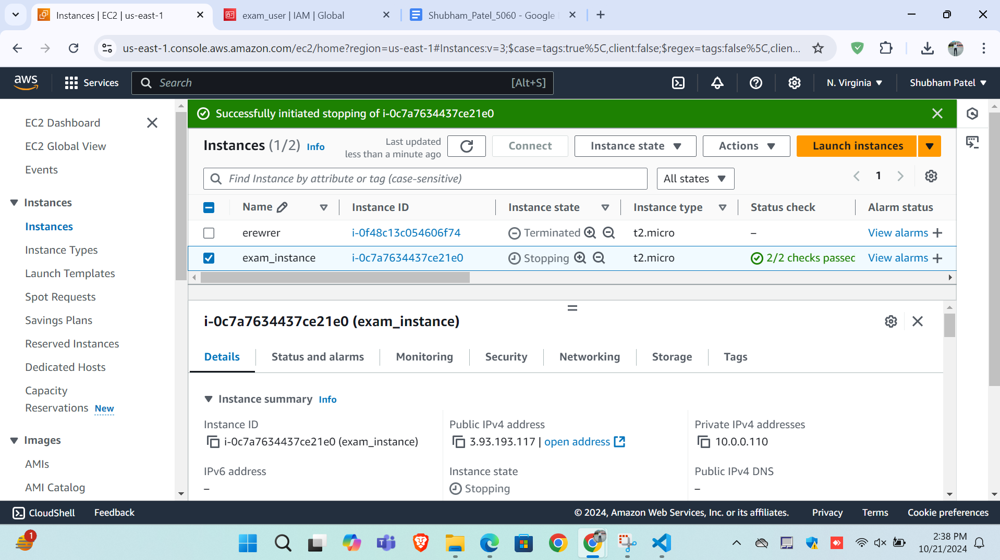 Instances | EC2 | us-east-1
exam_user | IAM | Global
Shubham_Patel_5060 - Google
us-east-1.console.aws.amazon.com/ec2/home?region=us-east-1#Instances:v=3;$case=tags:true%5C,client:false;$regex=tags:false%5C,clien...
aws
Services
Search
[Alt+S]
N. Virginia
Shubham Patel
EC2 Dashboard
EC2 Global View
Events
Instances
Instances
Instance Types
Launch Templates
Spot Requests
Savings Plans
Reserved Instances
Dedicated Hosts
Capacity
Reservations New
Images
AMIs
AMI Catalog
Successfully initiated stopping of i-0c7a7634437ce21e0
Instances (1/2) Info
Last updated
less than a minute ago
Connect
Instance state
Actions
Launch instances
Find Instance by attribute or tag (case-sensitive)
All states
1
Name
Instance ID
Instance state
Instance type
Status check
Alarm status
erewrer
i-0f48c13c054606f74
Terminated
t2.micro
–
View alarms +
exam_instance
i-0c7a7634437ce21e0
Stopping
t2.micro
2/2 checks passec
View alarms +
i-0c7a7634437ce21e0 (exam_instance)
Details
Status and alarms
Monitoring
Security
Networking
Storage
Tags
Instance summary Info
Instance ID
i-0c7a7634437ce21e0 (exam_instance)
Public IPv4 address
3.93.193.117 | open address
Private IPv4 addresses
10.0.0.110
IPv6 address
–
Instance state
Stopping
Public IPv4 DNS
–
CloudShell
Feedback
© 2024, Amazon Web Services, Inc. or its affiliates.
Privacy
Terms
Cookie preferences
1
2:38 PM
10/21/2024